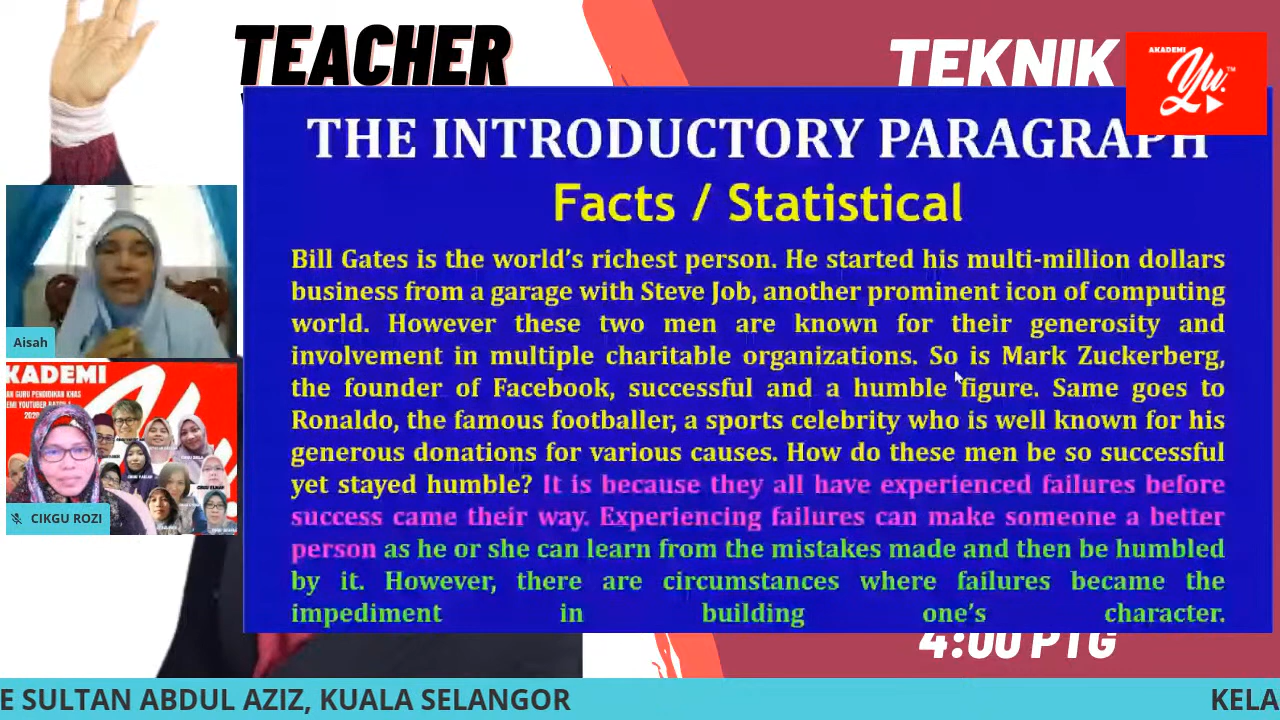 TEACHER
TEKNIK
AKADEMI
Yu.
TM
THE INTRODUCTORY PARAGRAPH
Facts / Statistical
Bill Gates is the world's richest person. He started his multi-million dollars
business from a garage with Steve Job, another prominent icon of computing
world. However these two men are known for their generosity and
involvement in multiple charitable organizations. So is Mark Zuckerberg,
the founder of Facebook, successful and a humble figure. Same goes to
Ronaldo, the famous footballer, a sports celebrity who is well known for his
generous donations for various causes. How do these men be so successful
yet stayed humble? It is because they all have experienced failures before
success came their way. Experiencing failures can make someone a better
person as he or she can learn from the mistakes made and then be humbled
by it. However, there are circumstances where failures became the
impediment in building one's character.
Aisah
KADEMI
AN GURU PENDIDIKAN KHAS
CIKGU ROZI
4:00 PTG
E SULTAN ABDUL AZIZ, KUALA SELANGOR
KELA